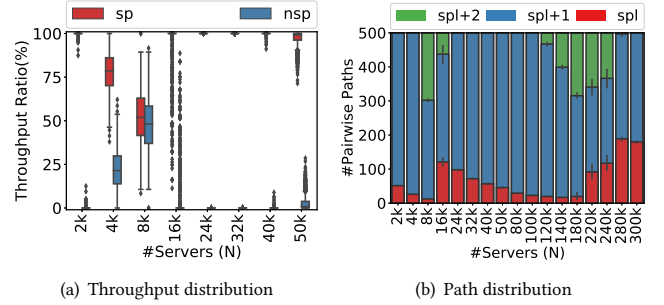 sp nsp
Throughput Ratio(%)
100
75
50
25
0
2k 4k 8k 16k 24k 32k 40k 50k
#Servers (N)
(a) Throughput distribution
spl+2 spl+1 spl
#Pairwise Paths
500
400
300
200
100
0
2k 4k 8k 16k 24k 32k 40k 50k 80k 100k 120k 140k 180k 220k 240k 280k 300k
#Servers (N)
(b) Path distribution